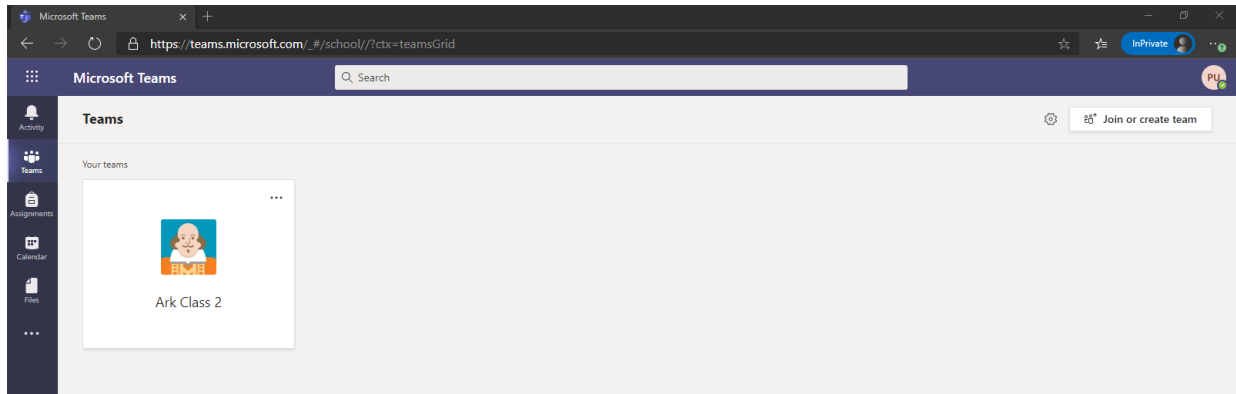 Microsoft Teams
https://teams.microsoft.com/_#/school//?ctx=teamsGrid
InPrivate
Microsoft Teams
Search
PU
Activity
Teams
Join or create team
Teams
Your teams
Assignments
Calendar
Ark Class 2
Files